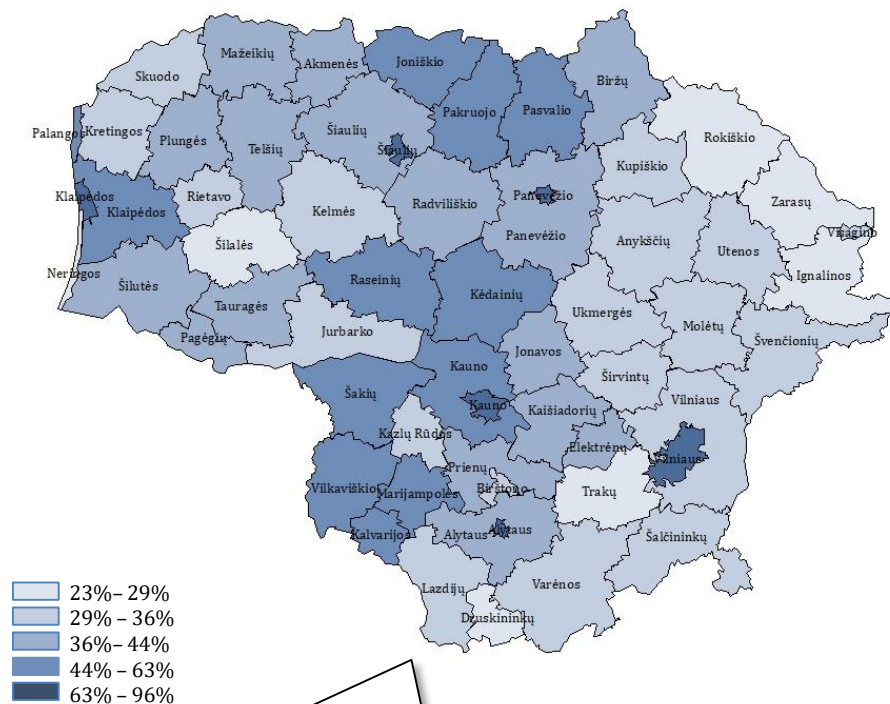 Mažeikių
Akmenės
Joniškio
Skuodo
Biržų
Pakruojo
Pasvalio
Palangos
Kretingos
Plungės
Telšių
Šiaulių
Šiaulių
Rokiškio
Kupiškio
Klaipėdos
Klaipėdos
Rietavo
Kelmės
Radviliškio
Panevėžio
Panevėžio
Zarasų
Visagino
Anykščių
Utenos
Šilalės
Neringos
Ignalinos
Šilutės
Raseinių
Kėdainių
Tauragės
Ukmergės
Molėtų
Pagėgių
Jurbarko
Jonavos
Švenčionių
Kauno
Širvintų
Šakių
Vilniaus
Kauno
Kaišiadorių
Kazlų Rūdos
Elektrėnų
Vilniaus
Prienų
Vilkaviškio
Marijampolės
Birštono
Trakų
Kalvarijos
Alytaus
Alytaus
Šalčininkų
Lazdijų
Varėnos
Druskininkų
23% – 29%
29% – 36%
36% – 44%
44% – 63%
63% – 96%